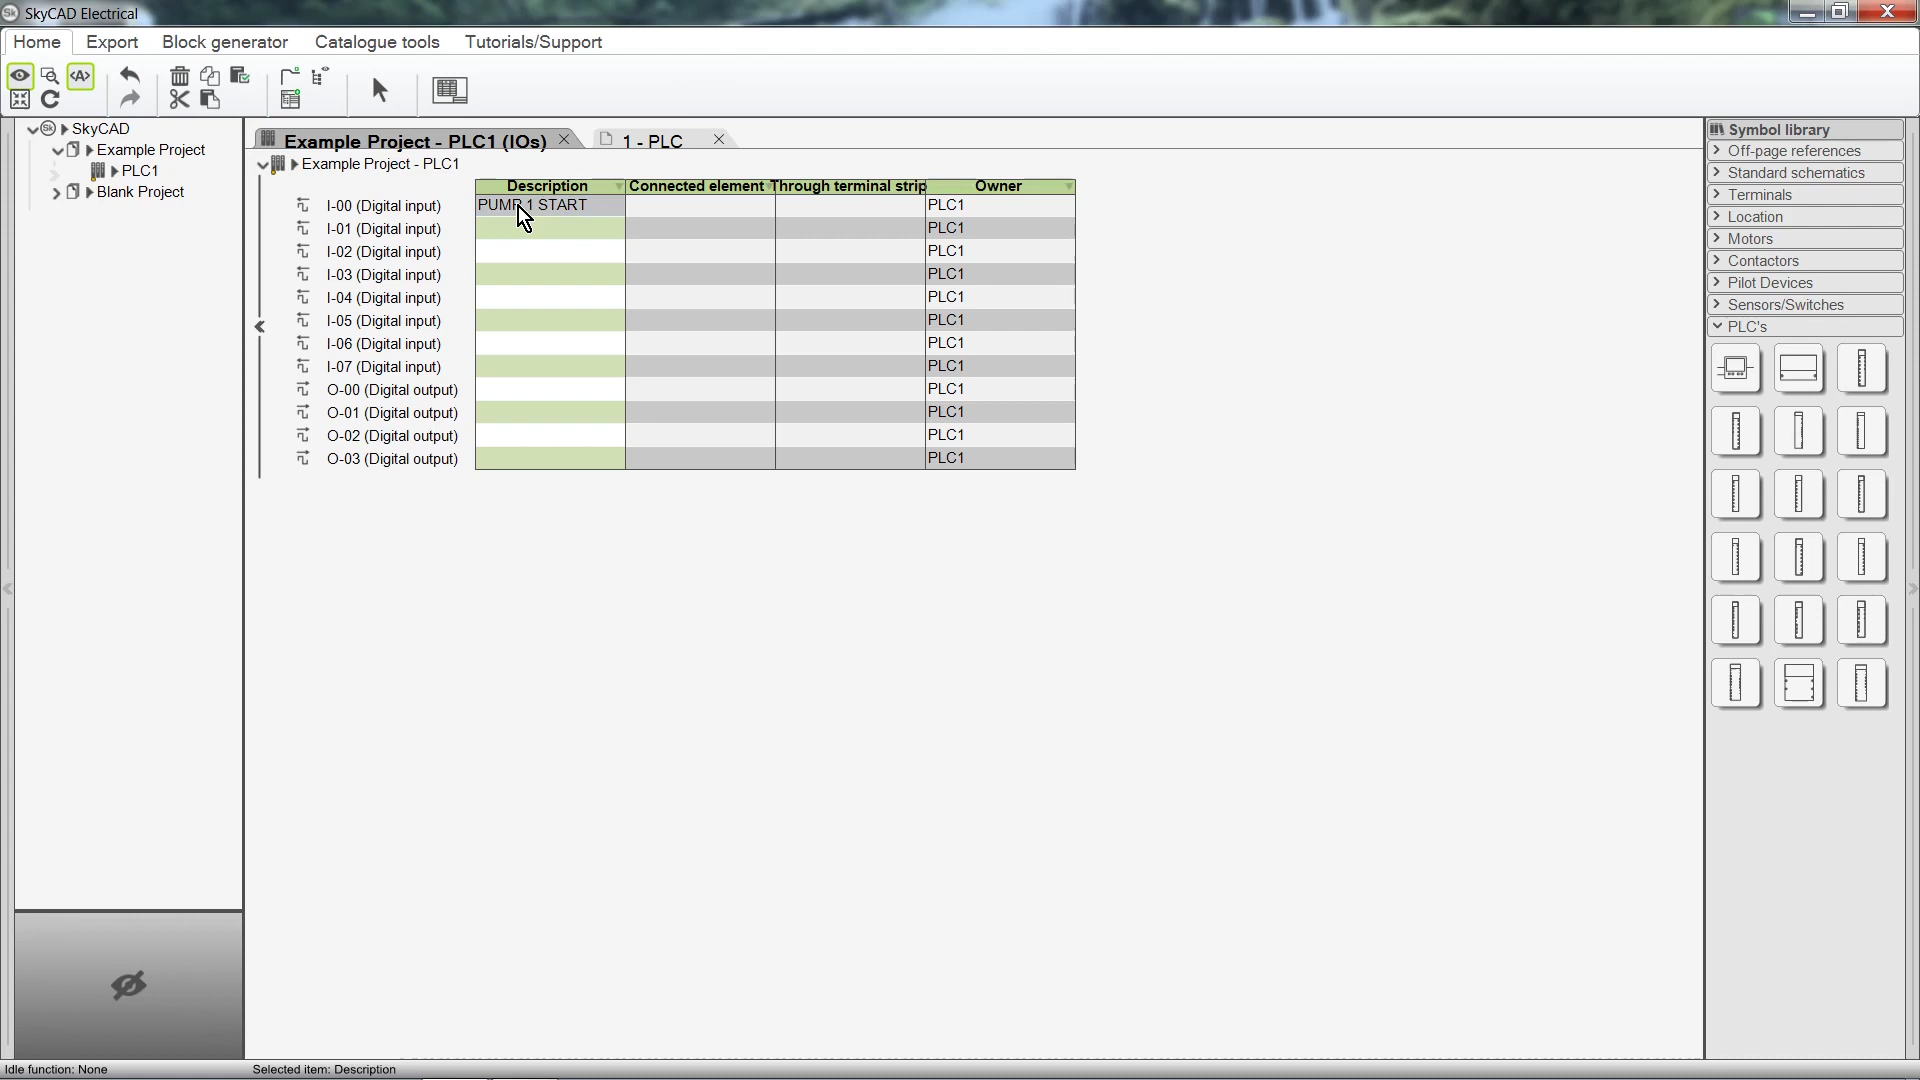 SkyCAD Electrical
Home Export Block generator Catalogue tools Tutorials/Support
SkyCAD
Example Project
PLC1
Blank Project
Example Project - PLC1 (IOs) 1 - PLC
Example Project - PLC1
Description Connected element Through terminal strip Owner
I-00 (Digital input) PUMP 1 START PLC1
I-01 (Digital input) PLC1
I-02 (Digital input) PLC1
I-03 (Digital input) PLC1
I-04 (Digital input) PLC1
I-05 (Digital input) PLC1
I-06 (Digital input) PLC1
I-07 (Digital input) PLC1
O-00 (Digital output) PLC1
O-01 (Digital output) PLC1
O-02 (Digital output) PLC1
O-03 (Digital output) PLC1
Symbol library
Off-page references
Standard schematics
Terminals
Location
Motors
Contactors
Pilot Devices
Sensors/Switches
PLC's
Idle function: None Selected item: Description